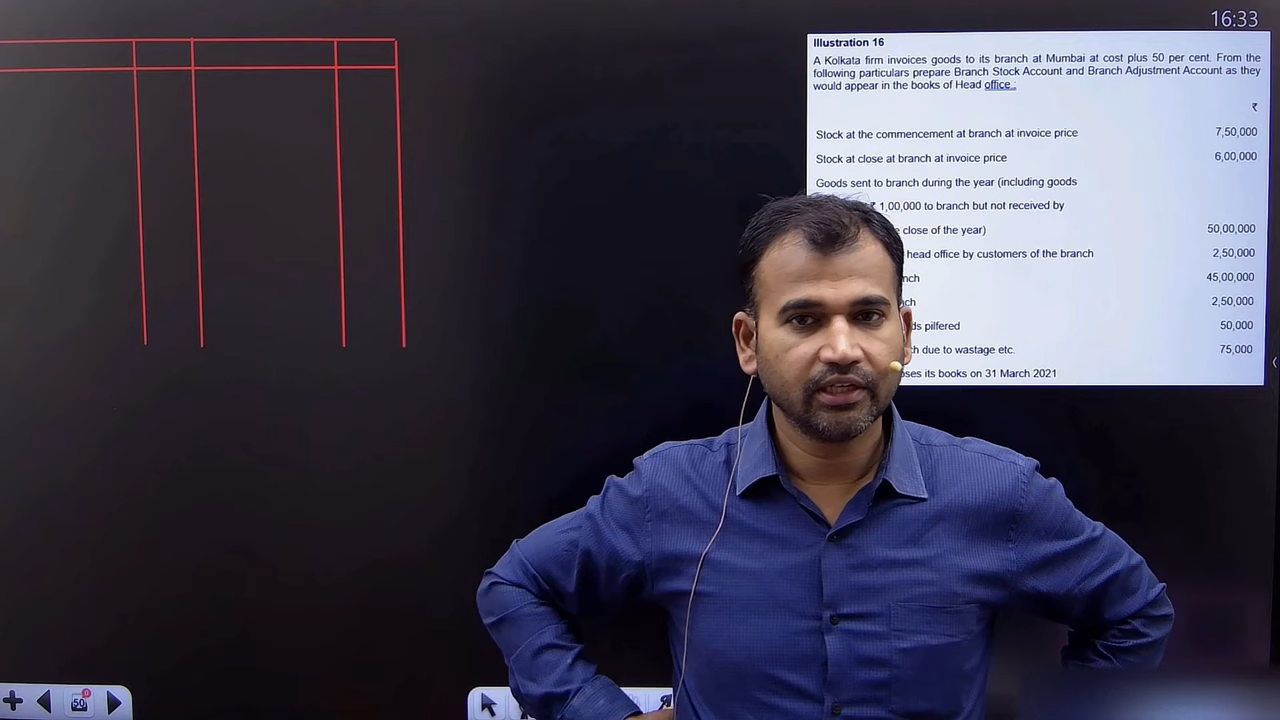 16:33
Illustration 16
A Kolkata firm invoices goods to its branch at Mumbai at cost plus 50 per cent. From the
following particulars prepare Branch Stock Account and Branch Adjustment Account as they
would appear in the books of Head office :
₹
Stock at the commencement at branch at invoice price 7,50,000
Stock at close at branch at invoice price 6,00,000
Goods sent to branch during the year (including goods
₹ 1,00,000 to branch but not received by
close of the year) 50,00,000
head office by customers of the branch 2,50,000
45,00,000
2,50,000
pilfered 50,000
due to wastage etc. 75,000
its books on 31 March 2021
50
0